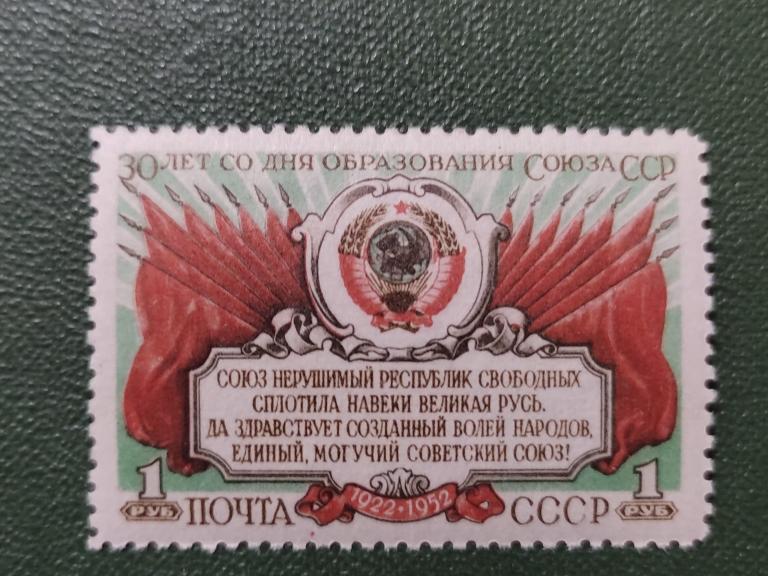 30 ЛЕТ СО ДНЯ ОБРАЗОВАНИЯ СОЮЗА ССР
СОЮЗ НЕРУШИМЫЙ РЕСПУБЛИК СВОБОДНЫХ
СПЛОТИЛА НАВЕКИ ВЕЛИКАЯ РУСЬ.
ДА ЗДРАВСТВУЕТ СОЗДАННЫЙ ВОЛЕЙ НАРОДОВ,
ЕДИНЫЙ, МОГУЧИЙ СОВЕТСКИЙ СОЮЗ!
1 РУБ ПОЧТА 1922·1952 СССР 1 РУБ